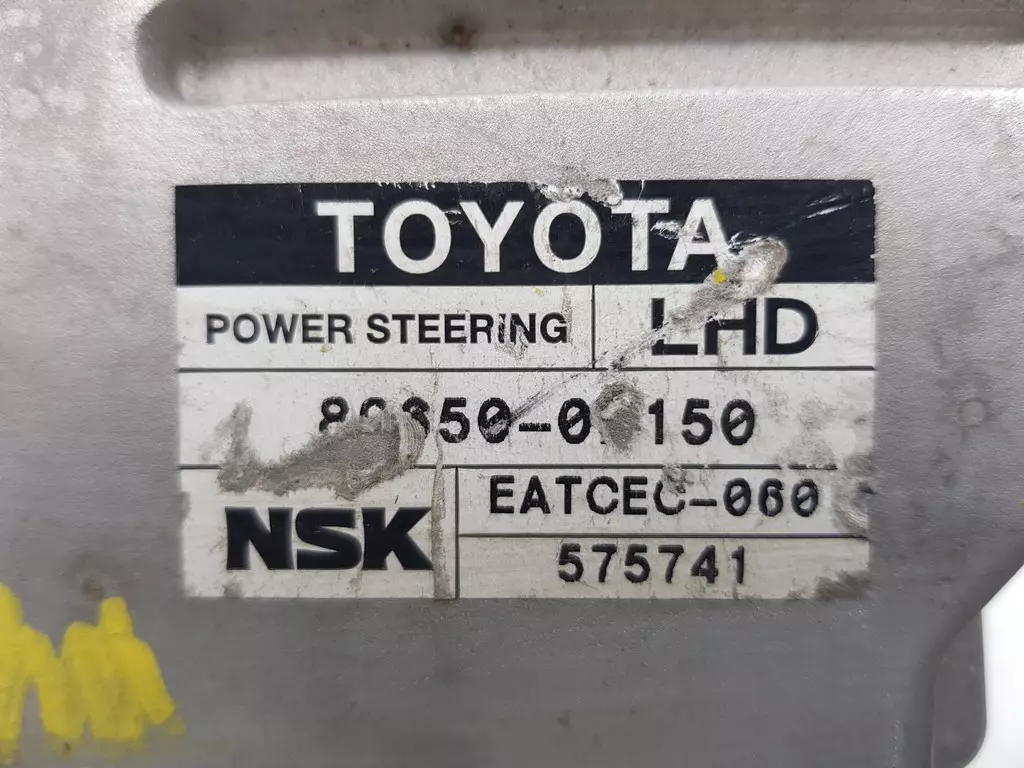 TOYOTA
POWER STEERING LHD
NSK
EATCEC-060
575741